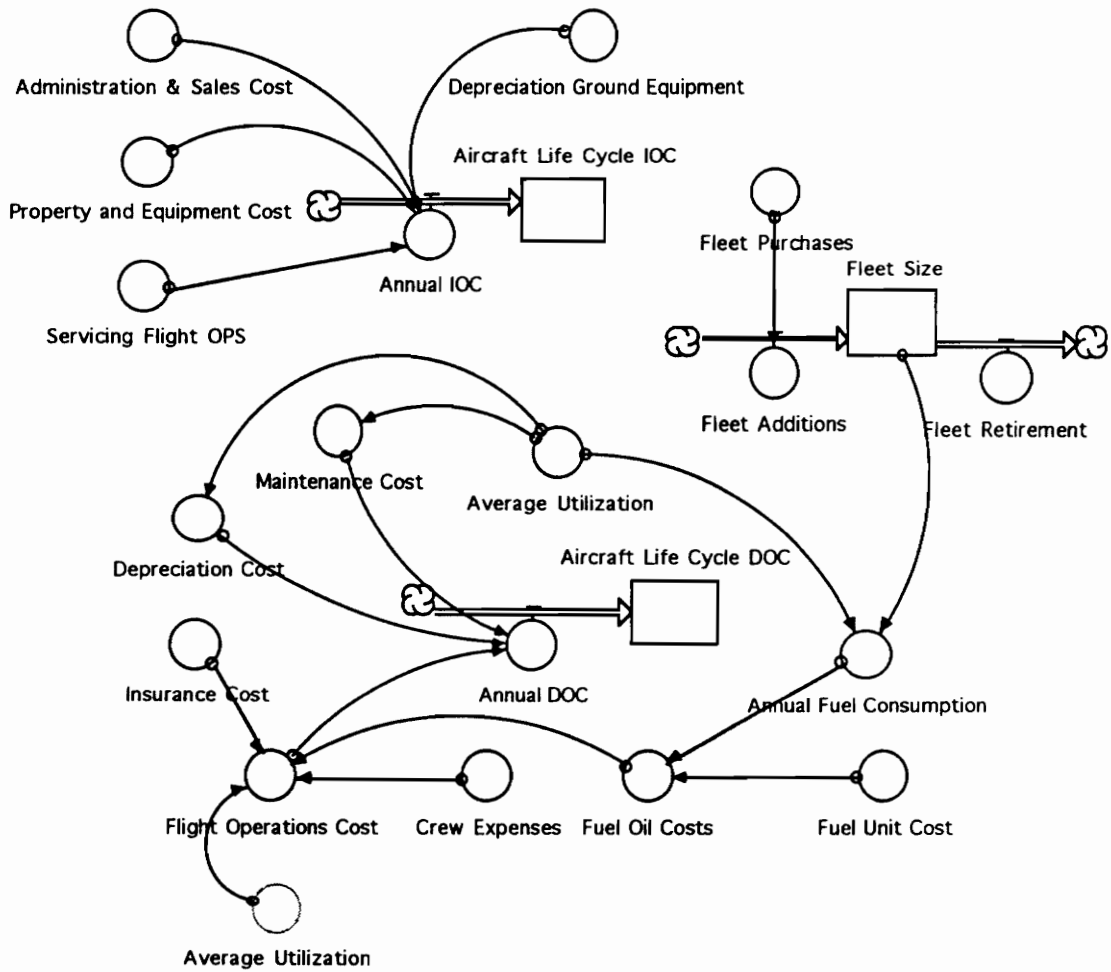 Administration & Sales Cost
Depreciation Ground Equipment
Aircraft Life Cycle IOC
Property and Equipment Cost
Fleet Purchases
Fleet Size
Annual IOC
Servicing Flight OPS
Fleet Additions
Fleet Retirement
Maintenance Cost
Average Utilization
Depreciation Cost
Aircraft Life Cycle DOC
Insurance Cost
Annual DOC
Annual Fuel Consumption
Flight Operations Cost
Crew Expenses
Fuel Oil Costs
Fuel Unit Cost
Average Utilization